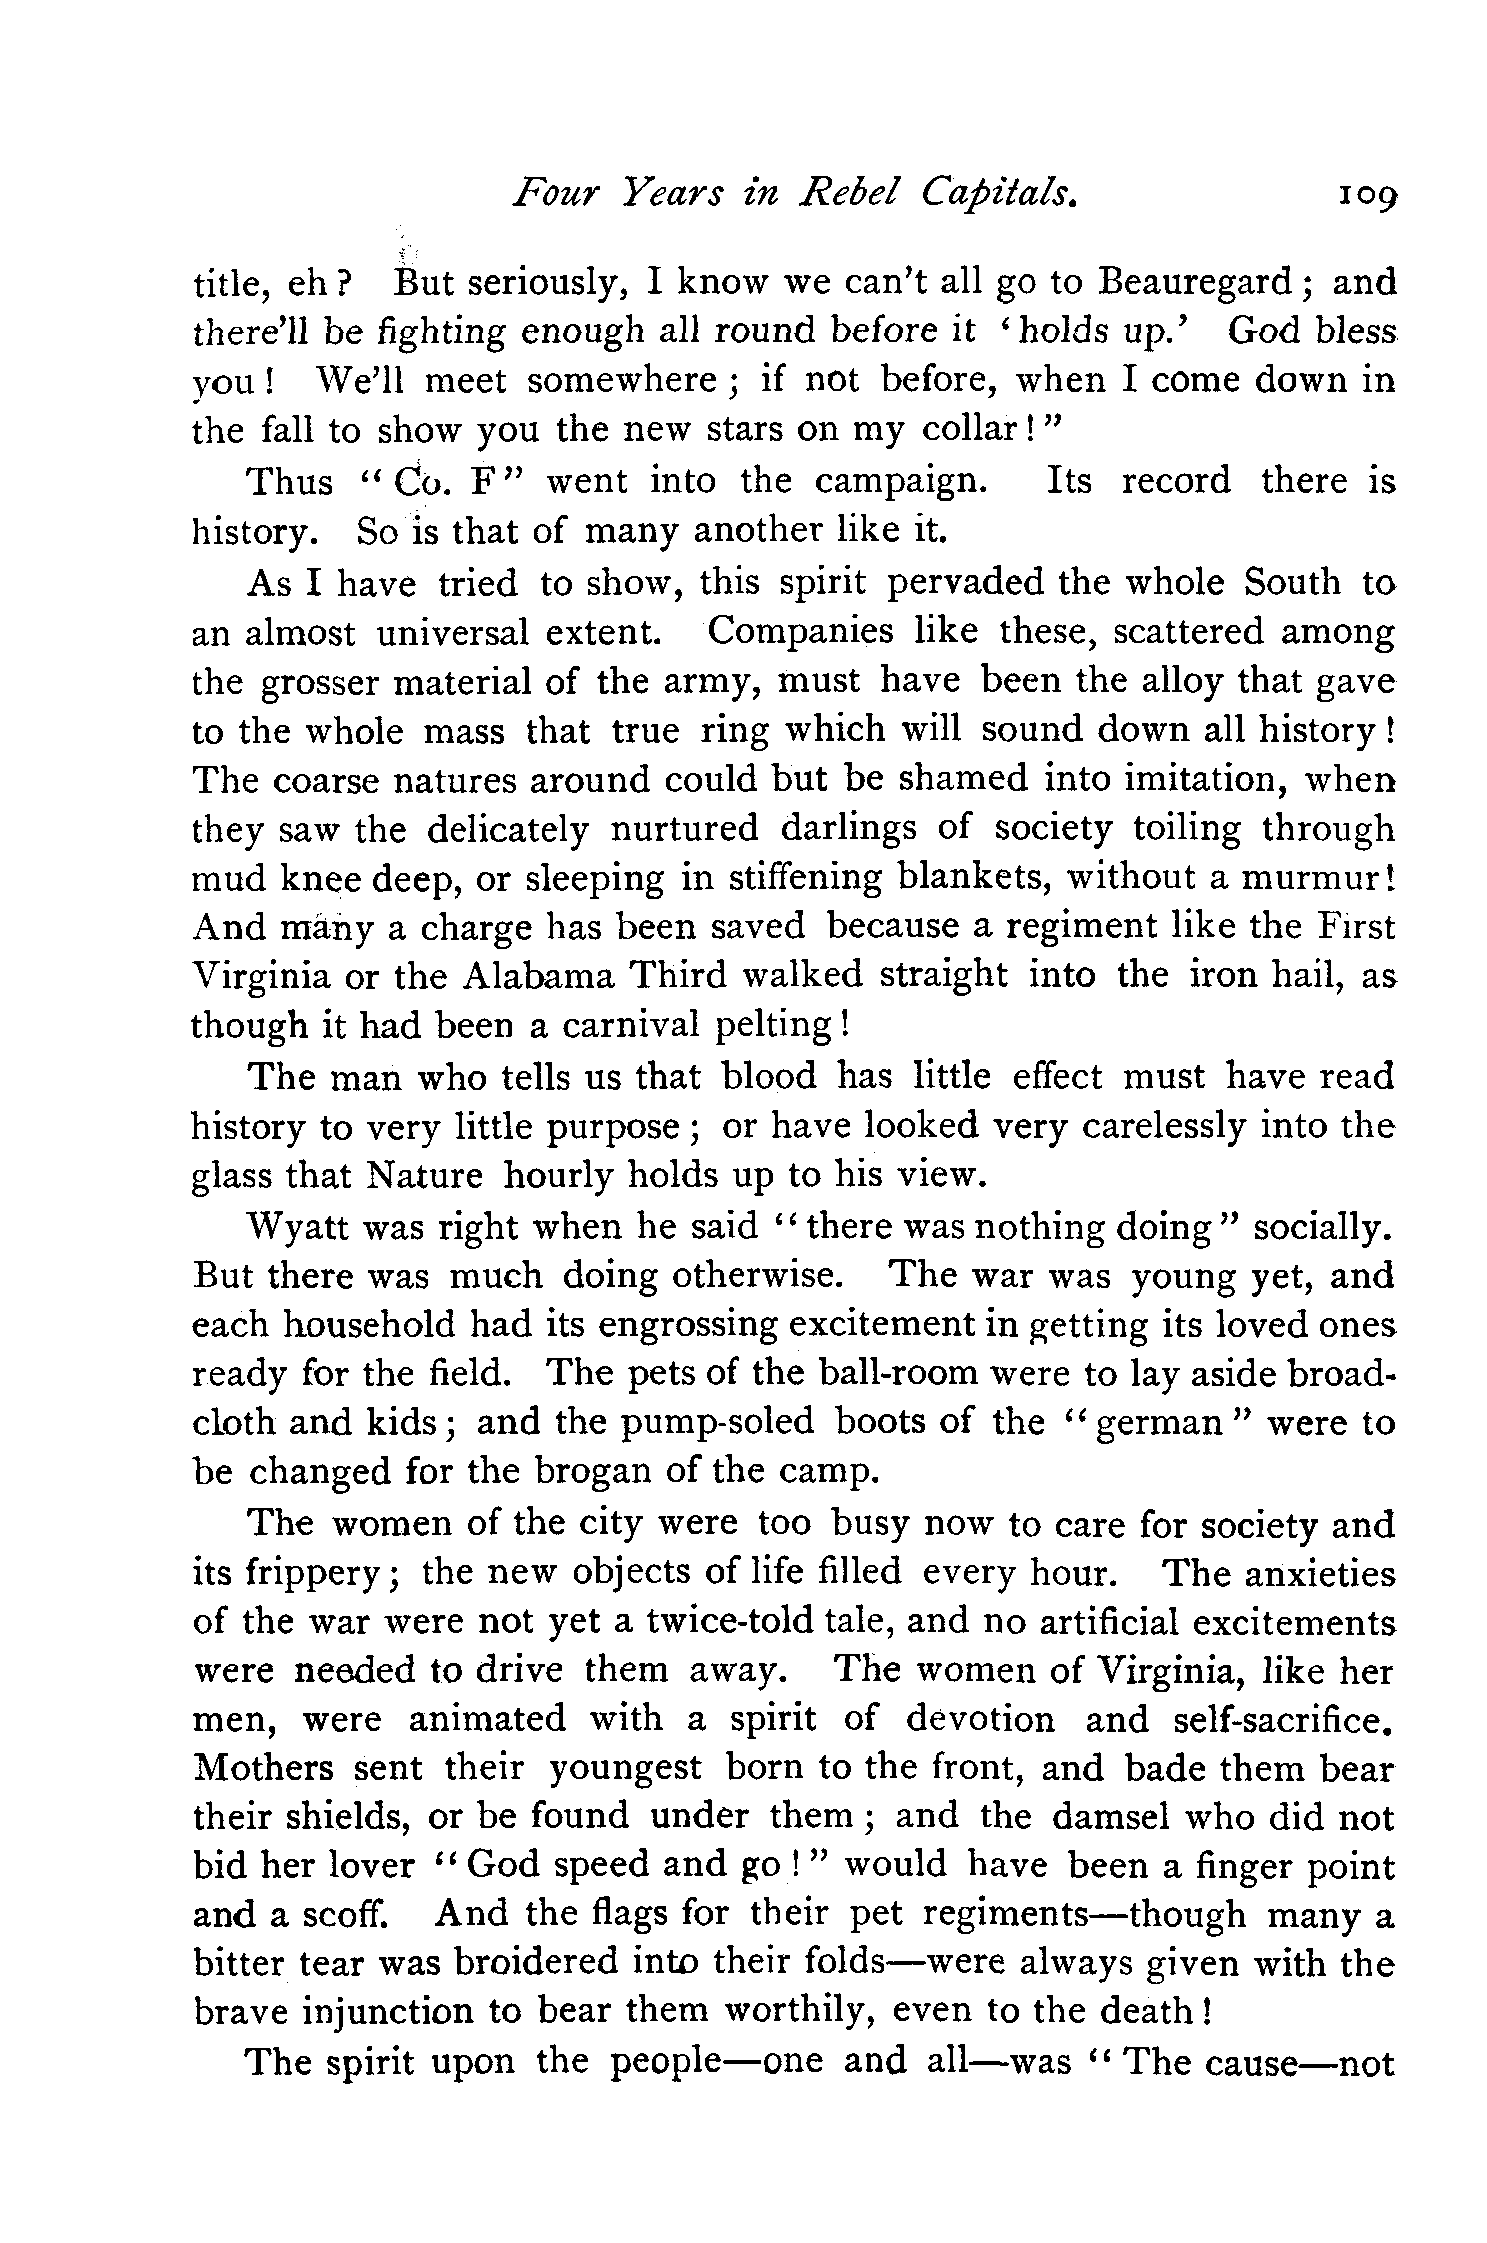 Four Years in Rebel Capitals. 109
title, eh? But seriously, I know we can't all go to Beauregard; and
there'll be fighting enough all round before it 'holds up.' God bless
you! We'll meet somewhere; if not before, when I come down in
the fall to show you the new stars on my collar!"
Thus "Co. F" went into the campaign. Its record there is
history. So is that of many another like it.
As I have tried to show, this spirit pervaded the whole South to
an almost universal extent. Companies like these, scattered among
the grosser material of the army, must have been the alloy that gave
to the whole mass that true ring which will sound down all history!
The coarse natures around could but be shamed into imitation, when
they saw the delicately nurtured darlings of society toiling through
mud knee deep, or sleeping in stiffening blankets, without a murmur!
And many a charge has been saved because a regiment like the First
Virginia or the Alabama Third walked straight into the iron hail, as
though it had been a carnival pelting!
The man who tells us that blood has little effect must have read
history to very little purpose; or have looked very carelessly into the
glass that Nature hourly holds up to his view.
Wyatt was right when he said "there was nothing doing" socially.
But there was much doing otherwise. The war was young yet, and
each household had its engrossing excitement in getting its loved ones
ready for the field. The pets of the ball-room were to lay aside broad-
cloth and kids; and the pump-soled boots of the "german" were to
be changed for the brogan of the camp.
The women of the city were too busy now to care for society and
its frippery; the new objects of life filled every hour. The anxieties
of the war were not yet a twice-told tale, and no artificial excitements
were needed to drive them away. The women of Virginia, like her
men, were animated with a spirit of devotion and self-sacrifice.
Mothers sent their youngest born to the front, and bade them bear
their shields, or be found under them; and the damsel who did not
bid her lover "God speed and go!" would have been a finger point
and a scoff. And the flags for their pet regiments—though many a
bitter tear was broidered into their folds—were always given with the
brave injunction to bear them worthily, even to the death!
The spirit upon the people—one and all—was "The cause—not